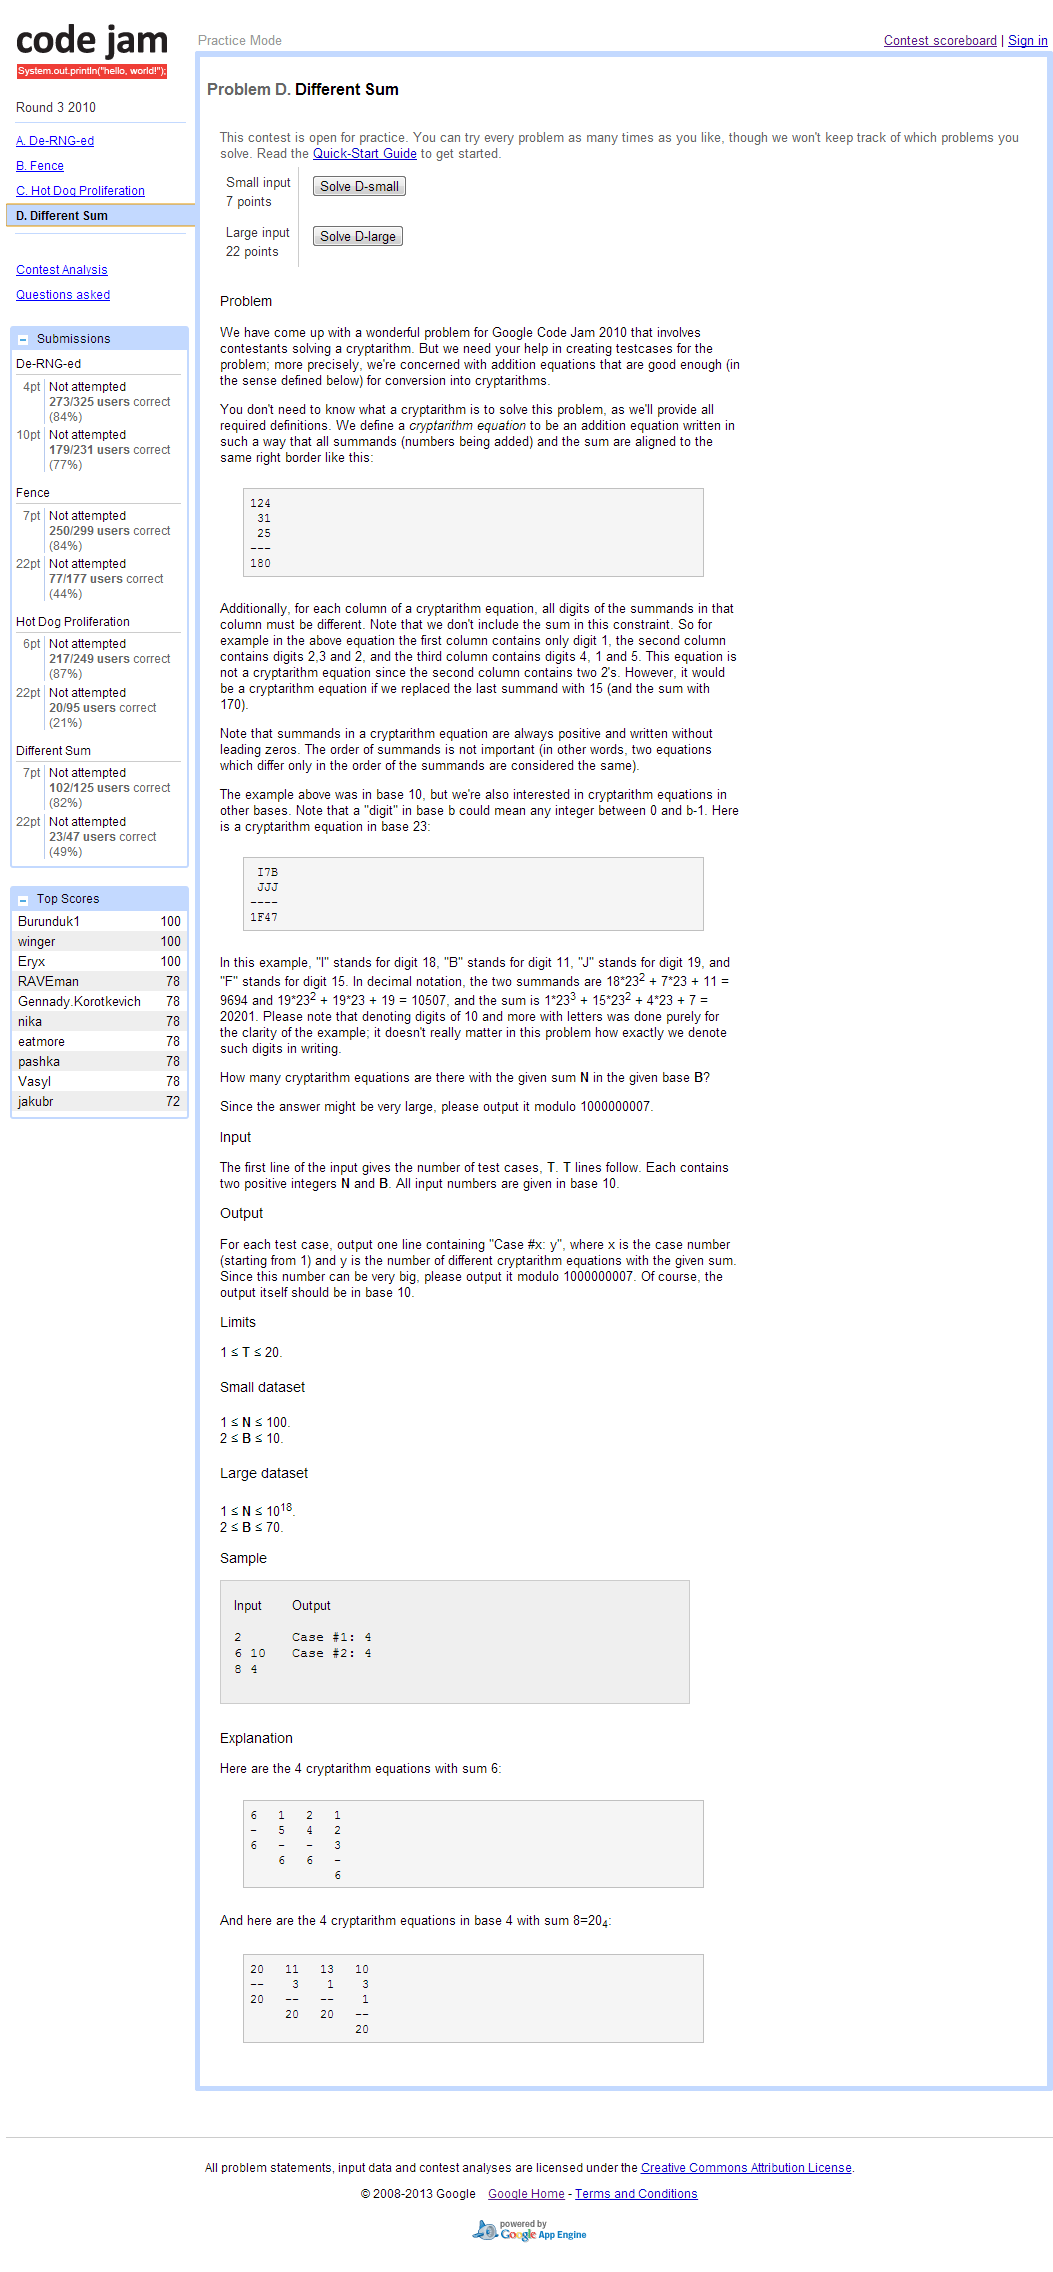 code jam
System.out.println("hello, world!");
Round 3 2010
A. De-RNG-ed
B. Fence
C. Hot Dog Proliferation
D. Different Sum
Contest Analysis
Questions asked
Submissions
De-RNG-ed
4pt Not attempted
273/325 users correct
(84%)
10pt Not attempted
179/231 users correct
(77%)
Fence
7pt Not attempted
250/299 users correct
(84%)
22pt Not attempted
77/177 users correct
(44%)
Hot Dog Proliferation
6pt Not attempted
217/249 users correct
(87%)
22pt Not attempted
20/95 users correct
(21%)
Different Sum
7pt Not attempted
102/125 users correct
(82%)
22pt Not attempted
23/47 users correct
(49%)
Top Scores
Burunduk1 100
winger 100
Eryx 100
RAVEman 78
Gennady.Korotkevich 78
nika 78
eatmore 78
pashka 78
Vasyl 78
jakubr 72
Practice Mode
Contest scoreboard | Sign in
Problem D. Different Sum
This contest is open for practice. You can try every problem as many times as you like, though we won't keep track of which problems you
solve. Read the Quick-Start Guide to get started.
Small input
7 points
Solve D-small
Large input
22 points
Solve D-large
Problem
We have come up with a wonderful problem for Google Code Jam 2010 that involves
contestants solving a cryptarithm. But we need your help in creating testcases for the
problem; more precisely, we're concerned with addition equations that are good enough (in
the sense defined below) for conversion into cryptarithms.
You don't need to know what a cryptarithm is to solve this problem, as we'll provide all
required definitions. We define a cryptarithm equation to be an addition equation written in
such a way that all summands (numbers being added) and the sum are aligned to the
same right border like this:
124
31
25
---
180
Additionally, for each column of a cryptarithm equation, all digits of the summands in that
column must be different. Note that we don't include the sum in this constraint. So for
example in the above equation the first column contains only digit 1, the second column
contains digits 2,3 and 2, and the third column contains digits 4, 1 and 5. This equation is
not a cryptarithm equation since the second column contains two 2's. However, it would
be a cryptarithm equation if we replaced the last summand with 15 (and the sum with
170).
Note that summands in a cryptarithm equation are always positive and written without
leading zeros. The order of summands is not important (in other words, two equations
which differ only in the order of the summands are considered the same).
The example above was in base 10, but we're also interested in cryptarithm equations in
other bases. Note that a "digit" in base b could mean any integer between 0 and b-1. Here
is a cryptarithm equation in base 23:
I7B
JJJ
----
1F47
In this example, "I" stands for digit 18, "B" stands for digit 11, "J" stands for digit 19, and
"F" stands for digit 15. In decimal notation, the two summands are 18*23² + 7*23 + 11 =
9694 and 19*23² + 19*23 + 19 = 10507, and the sum is 1*23³ + 15*23² + 4*23 + 7 =
20201. Please note that denoting digits of 10 and more with letters was done purely for
the clarity of the example; it doesn't really matter in this problem how exactly we denote
such digits in writing.
How many cryptarithm equations are there with the given sum N in the given base B?
Since the answer might be very large, please output it modulo 1000000007.
Input
The first line of the input gives the number of test cases, T. T lines follow. Each contains
two positive integers N and B. All input numbers are given in base 10.
Output
For each test case, output one line containing "Case #x: y", where x is the case number
(starting from 1) and y is the number of different cryptarithm equations with the given sum.
Since this number can be very big, please output it modulo 1000000007. Of course, the
output itself should be in base 10.
Limits
1 ≤ T ≤ 20.
Small dataset
1 ≤ N ≤ 100.
2 ≤ B ≤ 10.
Large dataset
1 ≤ N ≤ 10¹⁸.
2 ≤ B ≤ 70.
Sample
Input Output
2 Case #1: 4
6 10 Case #2: 4
8 4
Explanation
Here are the 4 cryptarithm equations with sum 6:
6 1 2 1
- 5 4 2
6 - - 3
6 6 -
6
And here are the 4 cryptarithm equations in base 4 with sum 8=20₄:
20 11 13 10
-- 3 1 3
20 -- -- 1
20 20 --
20
All problem statements, input data and contest analyses are licensed under the Creative Commons Attribution License.
© 2008-2013 Google Google Home - Terms and Conditions
powered by
Google App Engine